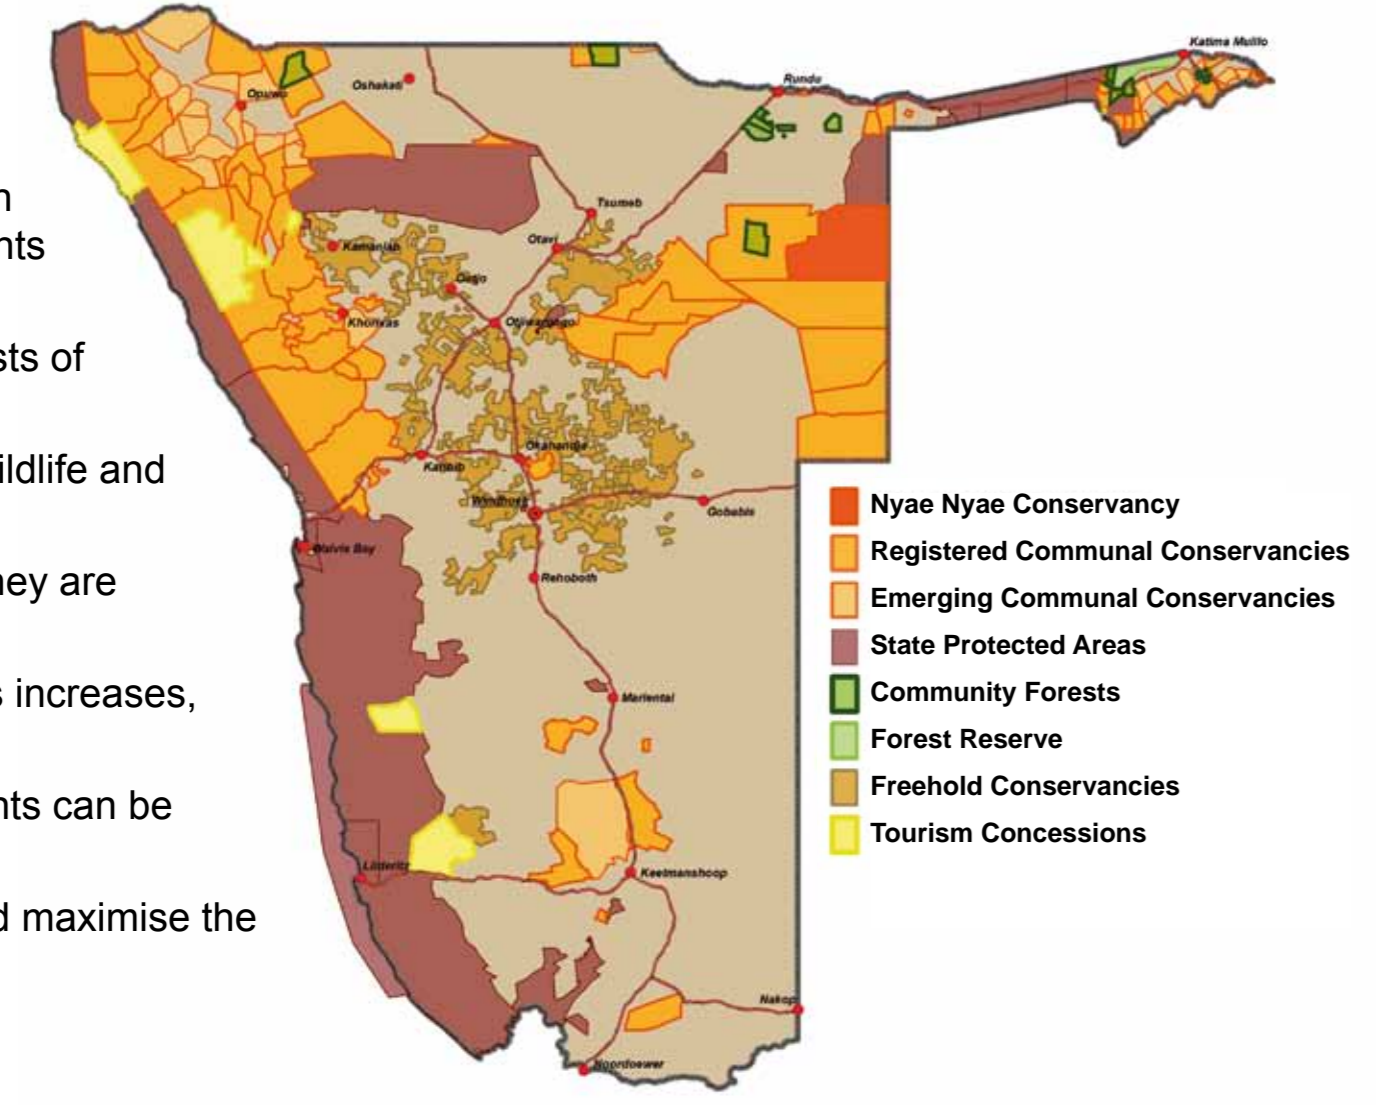 n
nts
sts of
ildlife and
ney are
s increases,
nts can be
d maximise the
Katima Mulilo
Rundu
Opuwo
Oshakati
Tsumeb
Otavi
Kamanjab
Outjo
Khorixas
Otjiwarongo
Okahandja
Karibib
Windhoek
Gobabis
Walvis Bay
Rehoboth
Mariental
Lüderitz
Keetmanshoop
Nakop
Noordoewer
Nyae Nyae Conservancy
Registered Communal Conservancies
Emerging Communal Conservancies
State Protected Areas
Community Forests
Forest Reserve
Freehold Conservancies
Tourism Concessions